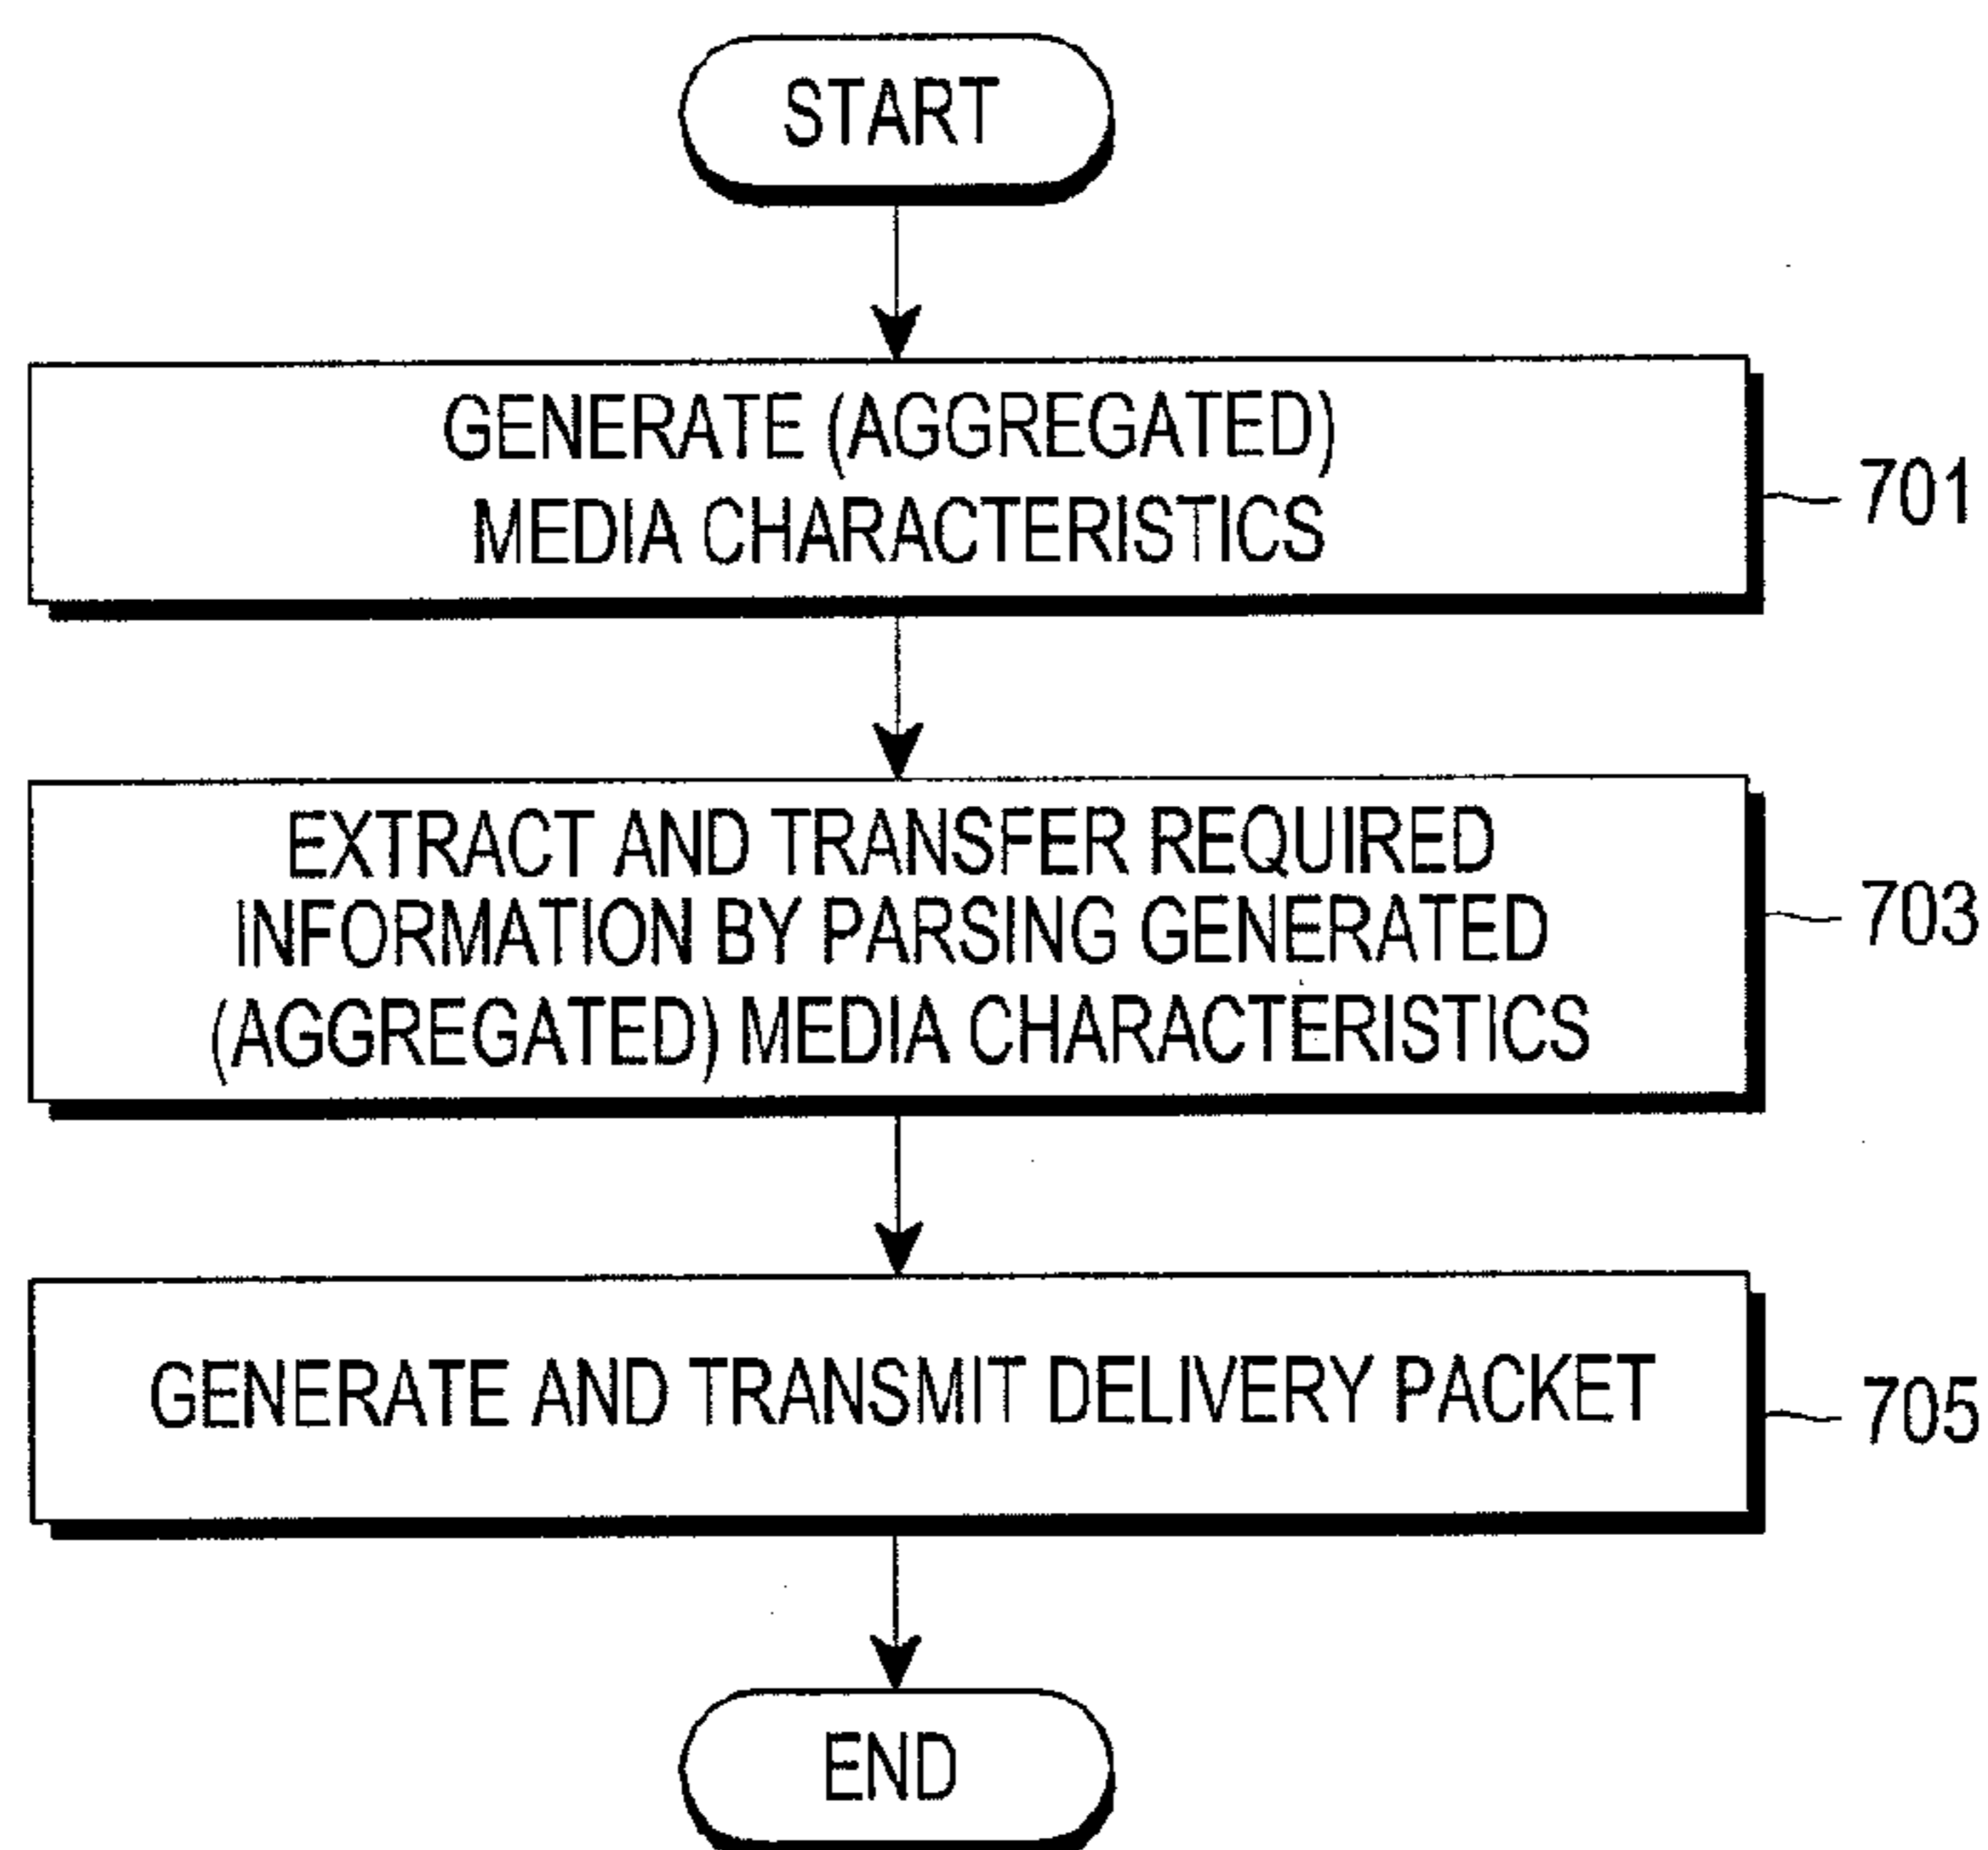 START
GENERATE (AGGREGATED)
MEDIA CHARACTERISTICS
701
EXTRACT AND TRANSFER REQUIRED
INFORMATION BY PARSING GENERATED
(AGGREGATED) MEDIA CHARACTERISTICS
703
GENERATE AND TRANSMIT DELIVERY PACKET
705
END